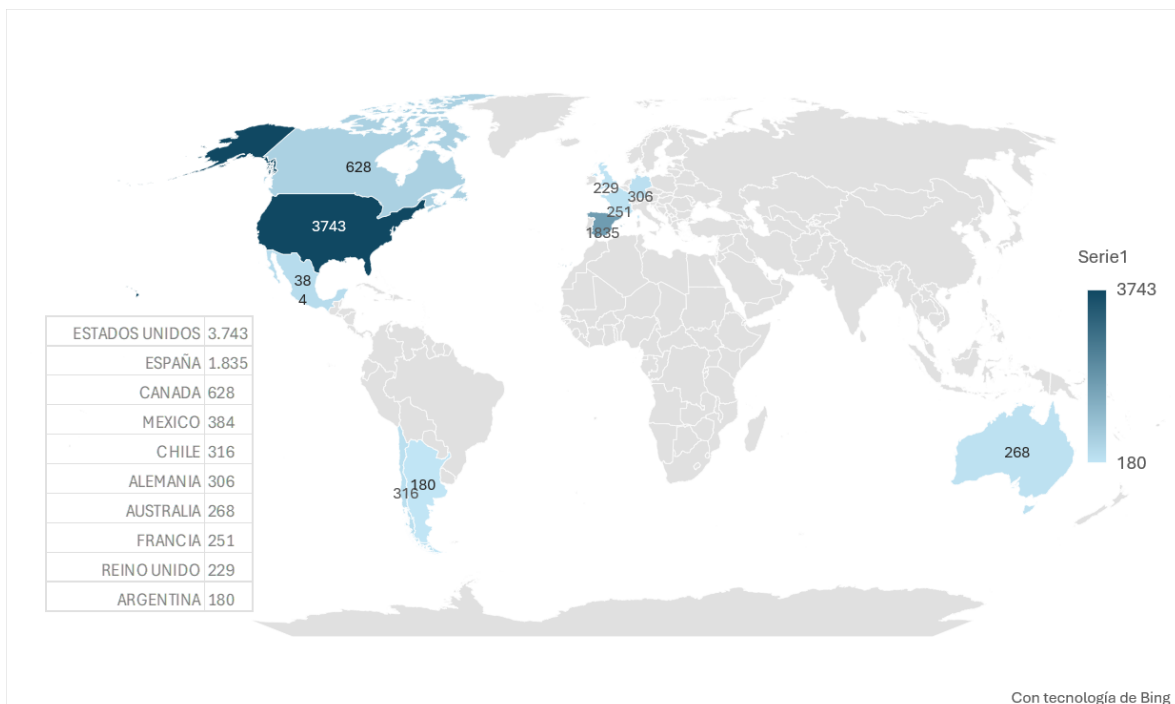 628
229
306
251
3743
1835
Serie1
38
4
3743
ESTADOS UNIDOS 3.743
ESPAÑA 1.835
CANADA 628
MEXICO 384
CHILE 316
ALEMANIA 306
AUSTRALIA 268
FRANCIA 251
REINO UNIDO 229
ARGENTINA 180
268
180
316
180
Con tecnología de Bing